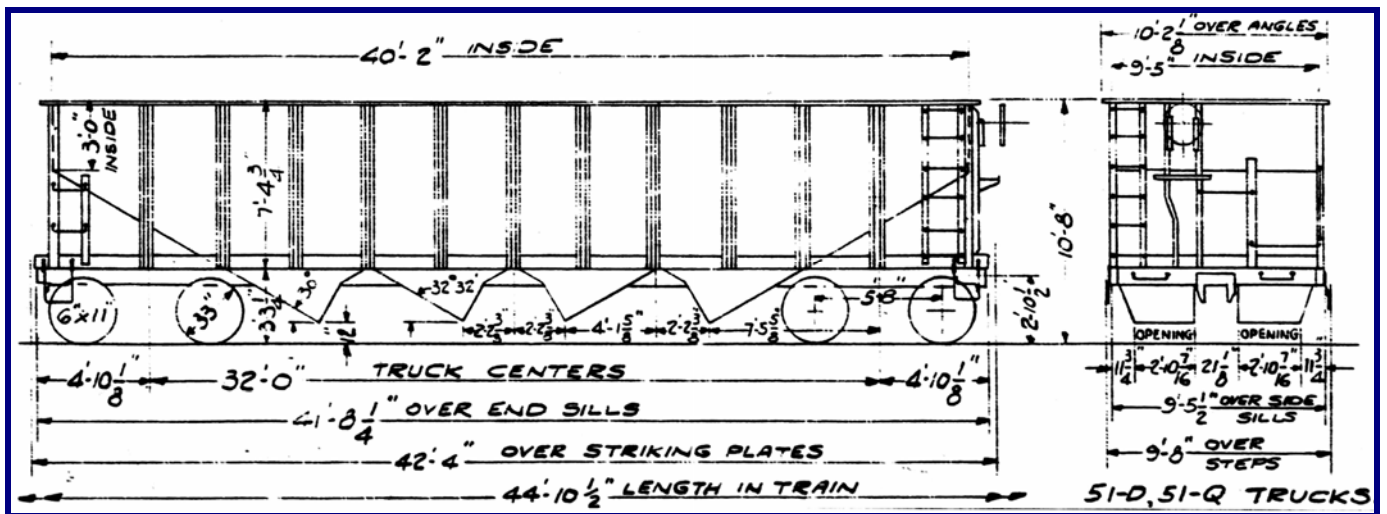 40'-2" INSIDE
10'-2 1/8" OVER ANGLES
9'-5" INSIDE
3'-0" INSIDE
7'-4 3/4"
10'-8"
6"x11"
33"
3'-3 1/4"
30°
12"
32°32'
2'-2 3/8"
2'-2 3/8"
4'-1 5/8"
2'-2 3/8"
7'-5 5/8"
5'-8"
2'-10 1/2"
OPENING
OPENING
11 3/4"
2'-10 7/16"
21 1/8"
2'-10 7/16"
11 3/4"
4'-10 1/8"
32'-0" TRUCK CENTERS
4'-10 1/8"
9'-5 1/2" OVER SIDE SILLS
41'-8 1/4" OVER END SILLS
42'-4" OVER STRIKING PLATES
9'-8" OVER STEPS
44'-10 1/2" LENGTH IN TRAIN
51-D, 51-Q TRUCKS